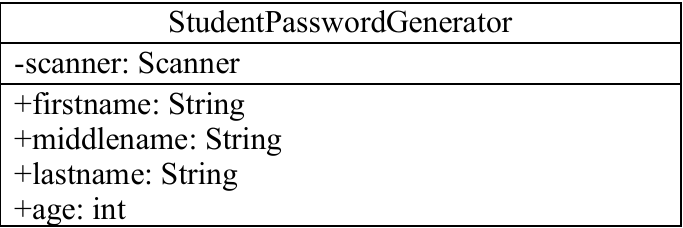 StudentPasswordGenerator
-scanner: Scanner
+firstname: String
+middlename: String
+lastname: String
+age: int